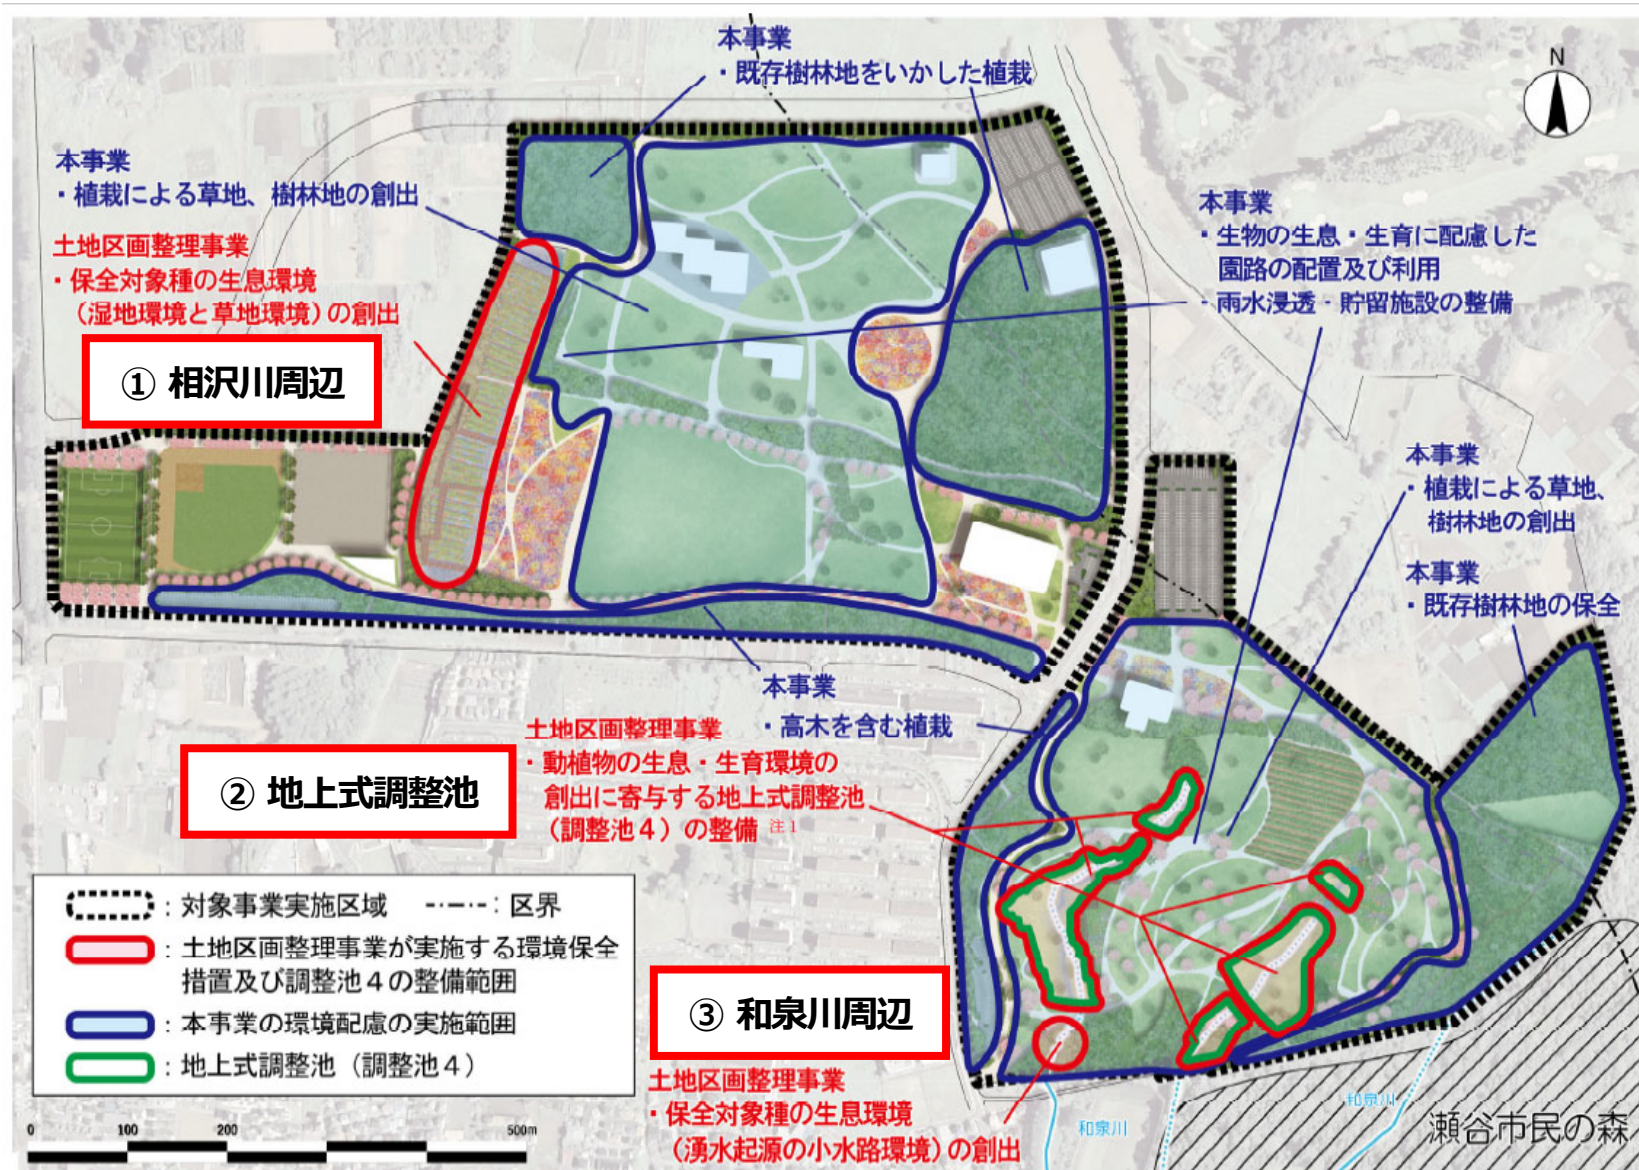 本事業
・既存樹林地をいかした植栽
N
本事業
・植栽による草地、樹林地の創出
土地区画整理事業
・保全対象種の生息環境
（湿地環境と草地環境）の創出
① 相沢川周辺
本事業
・生物の生息・生育に配慮した
園路の配置及び利用
・雨水浸透・貯留施設の整備
本事業
・植栽による草地、
樹林地の創出
本事業
・既存樹林地の保全
本事業
・高木を含む植栽
土地区画整理事業
・動植物の生息・生育環境の
創出に寄与する地上式調整池
（調整池４）の整備 注１
② 地上式調整池
：対象事業実施区域
：区界
：土地区画整理事業が実施する環境保全
措置及び調整池４の整備範囲
：本事業の環境配慮の実施範囲
：地上式調整池（調整池４）
③ 和泉川周辺
土地区画整理事業
・保全対象種の生息環境
（湧水起源の小水路環境）の創出
和泉川
和泉川
瀬谷市民の森
0 100 200 500m